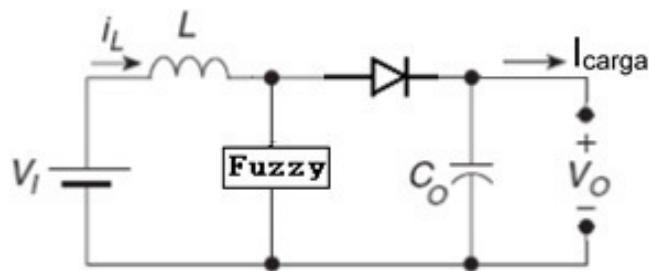 i_L L I_carga
V_I Fuzzy C_O + V_O −